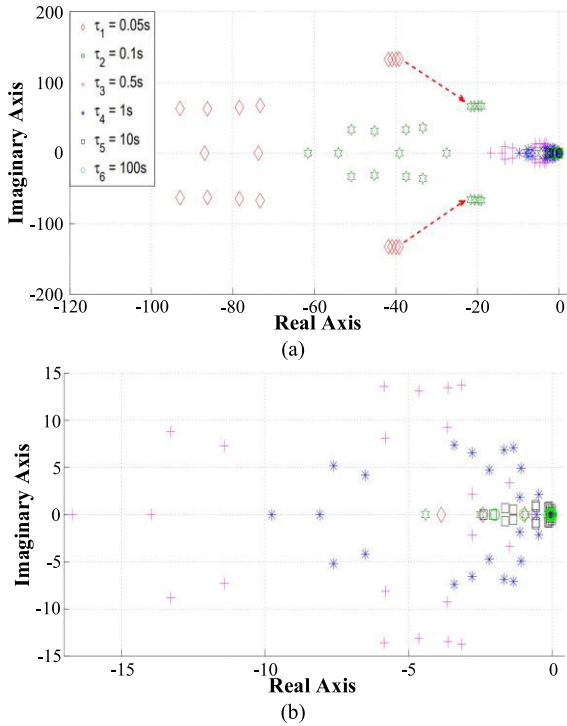 200
100
0
-100
-200
Imaginary Axis
τ1 = 0.05s
τ2 = 0.1s
τ3 = 0.5s
τ4 = 1s
τ5 = 10s
τ6 = 100s
-120 -100 -80 -60 -40 -20 0
Real Axis
(a)
15
10
5
0
-5
-10
-15
Imaginary Axis
-15 -10 -5 0
Real Axis
(b)